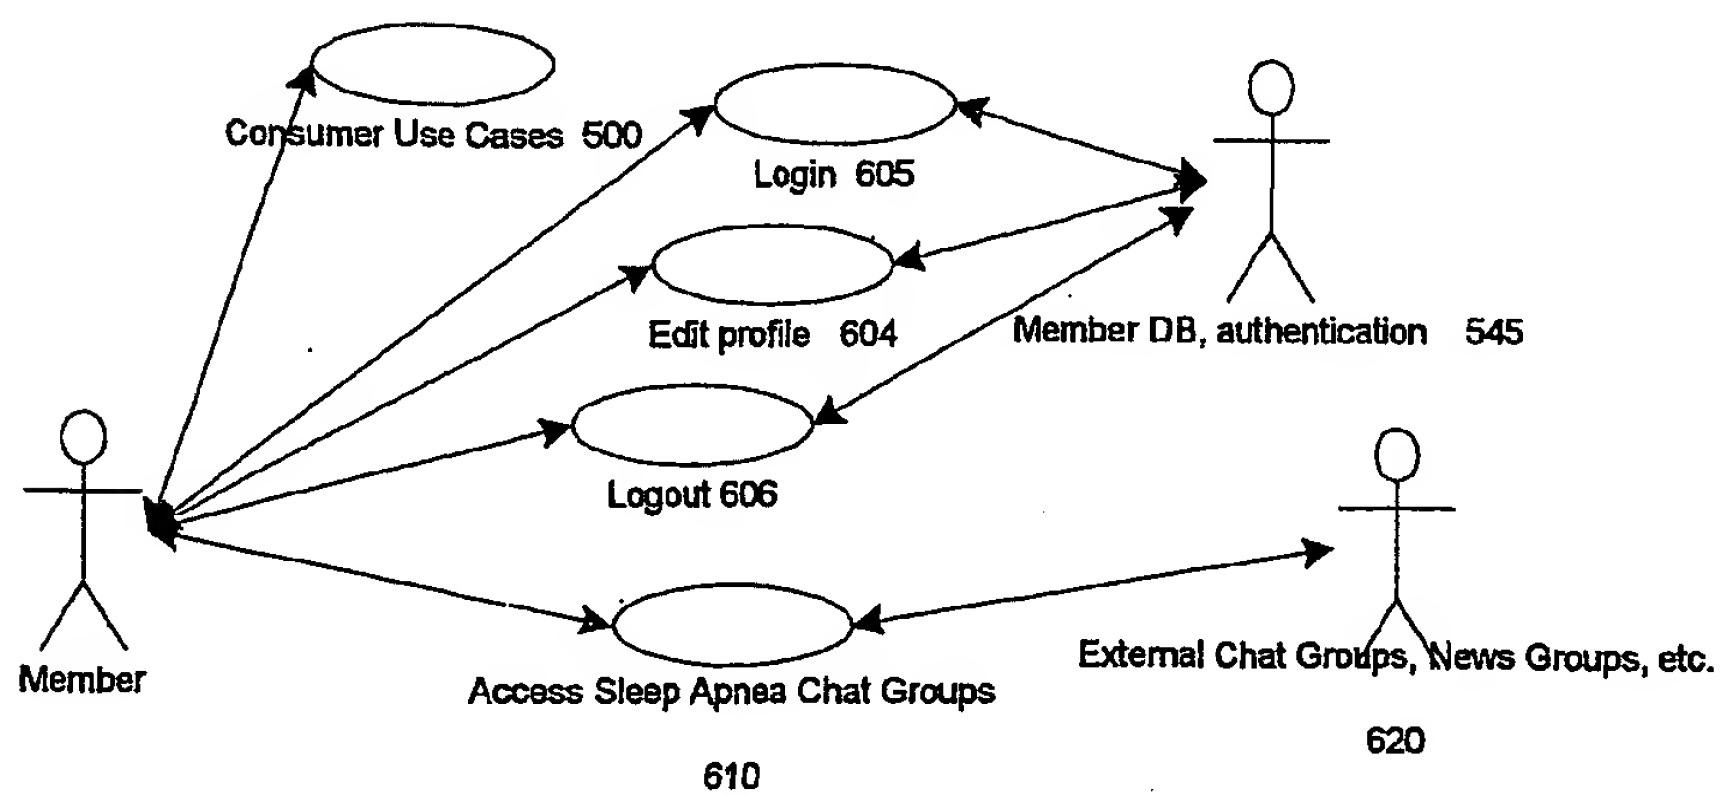 Consumer Use Cases 500
Login 605
Edit profile 604
Member DB, authentication 545
Logout 606
Member
Access Sleep Apnea Chat Groups
610
External Chat Groups, News Groups, etc.
620